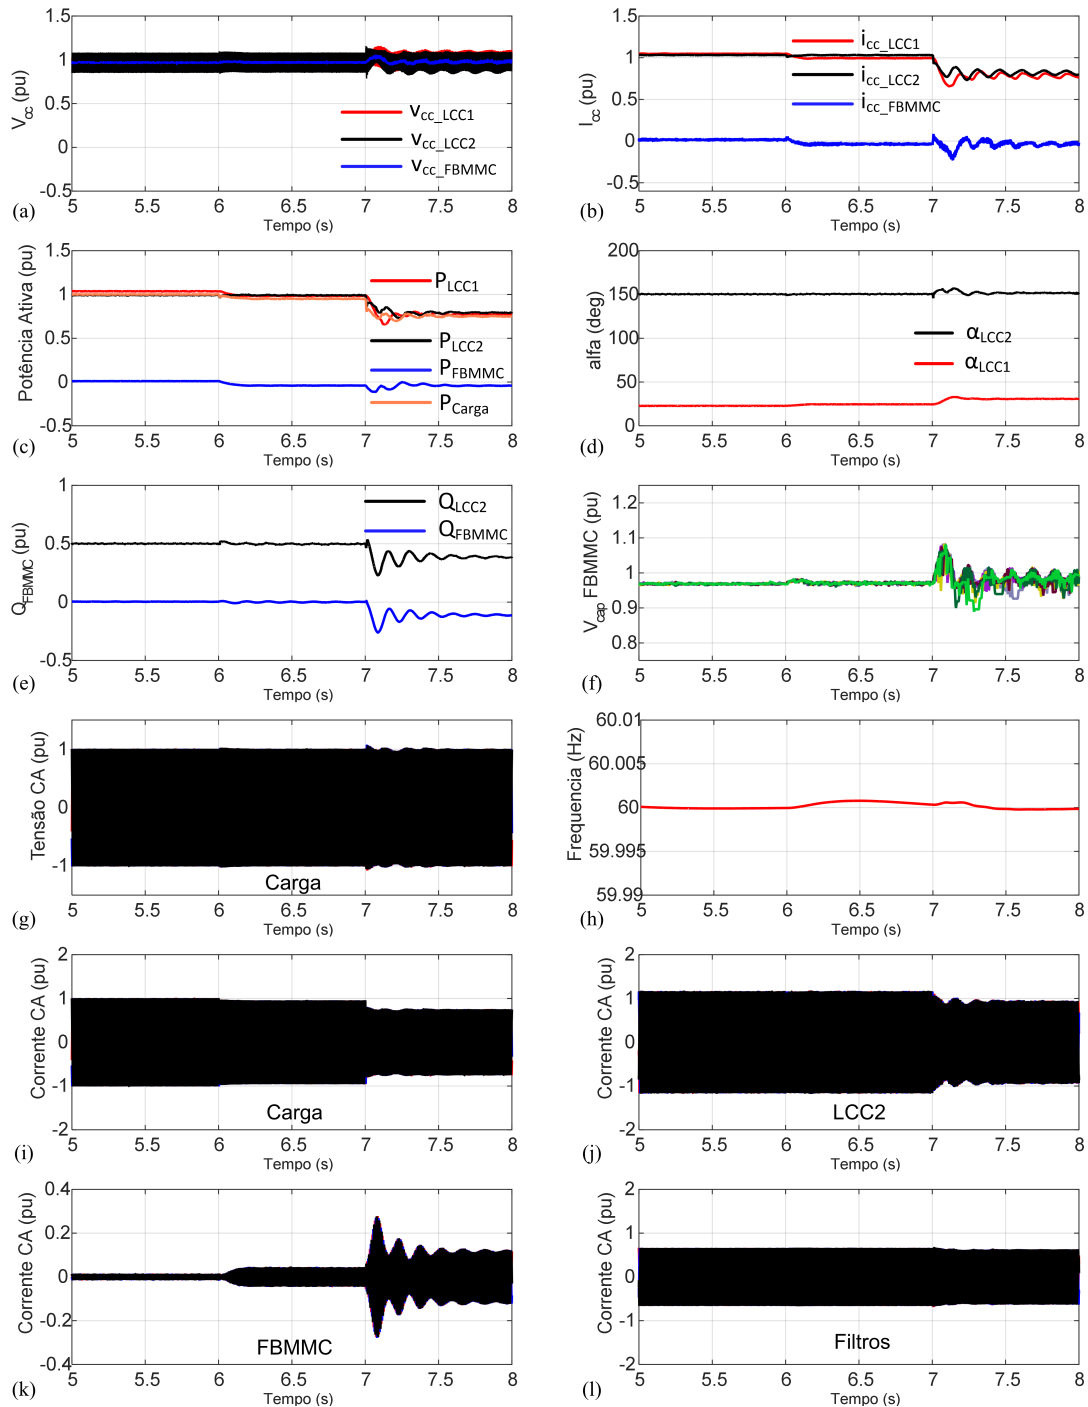 1.5
1
0.5
0
-0.5
V_cc (pu)
v_cc_LCC1
v_cc_LCC2
v_cc_FBMMC
5 5.5 6 6.5 7 7.5 8
(a)
Tempo (s)
1.5
1
0.5
0
-0.5
I_cc (pu)
i_cc_LCC1
i_cc_LCC2
i_cc_FBMMC
5 5.5 6 6.5 7 7.5 8
(b)
Tempo (s)
1.5
1
0.5
0
-0.5
Potência Ativa (pu)
P_LCC1
P_LCC2
P_FBMMC
P_Carga
5 5.5 6 6.5 7 7.5 8
(c)
Tempo (s)
200
150
100
50
0
alfa (deg)
α_LCC2
α_LCC1
5 5.5 6 6.5 7 7.5 8
(d)
Tempo (s)
1
0.5
0
-0.5
Q_FBMMC (pu)
Q_LCC2
Q_FBMMC
5 5.5 6 6.5 7 7.5 8
(e)
Tempo (s)
1.2
1.1
1
0.9
0.8
V_cap FBMMC (pu)
5 5.5 6 6.5 7 7.5 8
(f)
Tempo (s)
1
0
-1
Tensão CA (pu)
Carga
5 5.5 6 6.5 7 7.5 8
(g)
Tempo (s)
60.01
60.005
60
59.995
59.99
Frequencia (Hz)
5 5.5 6 6.5 7 7.5 8
(h)
Tempo (s)
2
1
0
-1
-2
Corrente CA (pu)
Carga
5 5.5 6 6.5 7 7.5 8
(i)
Tempo (s)
2
1
0
-1
-2
Corrente CA (pu)
LCC2
5 5.5 6 6.5 7 7.5 8
(j)
Tempo (s)
0.4
0.2
0
-0.2
-0.4
Corrente CA (pu)
FBMMC
5 5.5 6 6.5 7 7.5 8
(k)
Tempo (s)
2
1
0
-1
-2
Corrente CA (pu)
Filtros
5 5.5 6 6.5 7 7.5 8
(l)
Tempo (s)